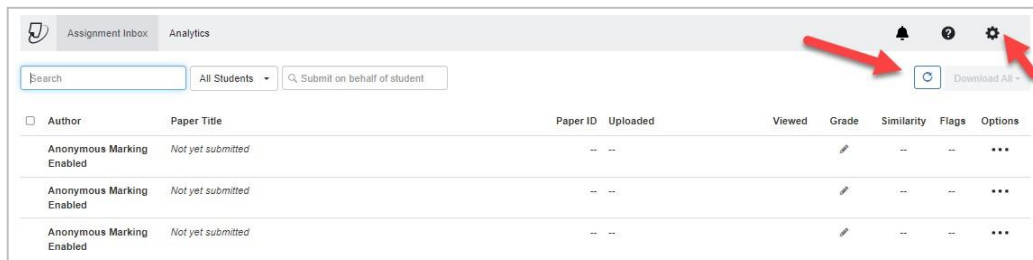 Assignment Inbox Analytics
Search All Students Submit on behalf of student Download All
Author Paper Title Paper ID Uploaded Viewed Grade Similarity Flags Options
Anonymous Marking Not yet submitted -- -- -- -- •••
Enabled
Anonymous Marking Not yet submitted -- -- -- -- •••
Enabled
Anonymous Marking Not yet submitted -- -- -- -- •••
Enabled